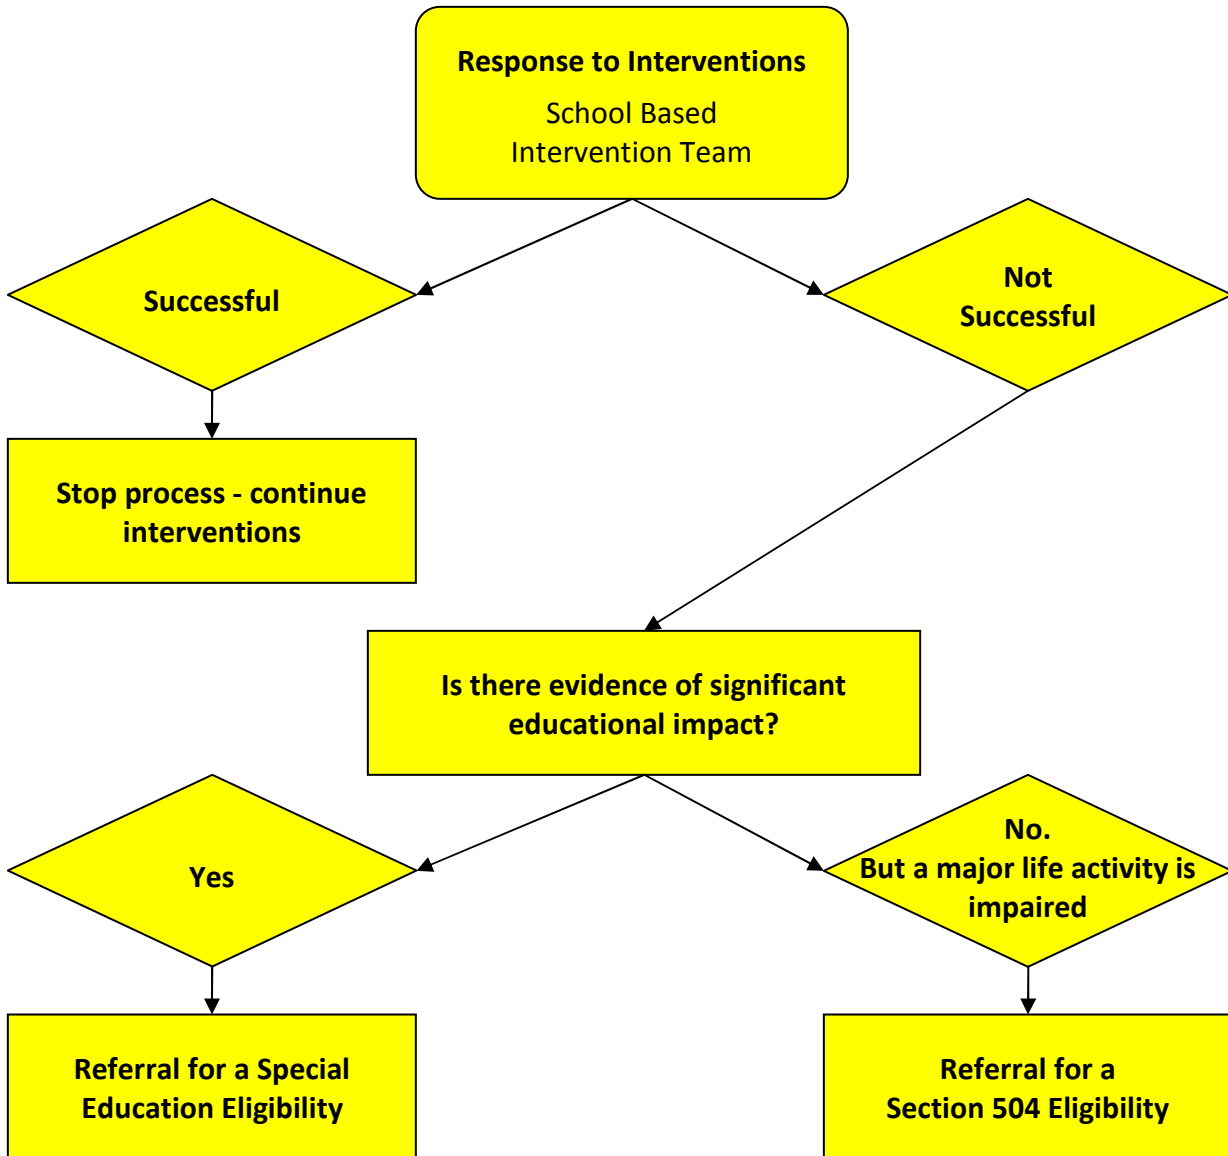 Response to Interventions
School Based
Intervention Team
Successful
Not
Successful
Stop process - continue
interventions
Is there evidence of significant
educational impact?
Yes
No.
But a major life activity is
impaired
Referral for a Special
Education Eligibility
Referral for a
Section 504 Eligibility